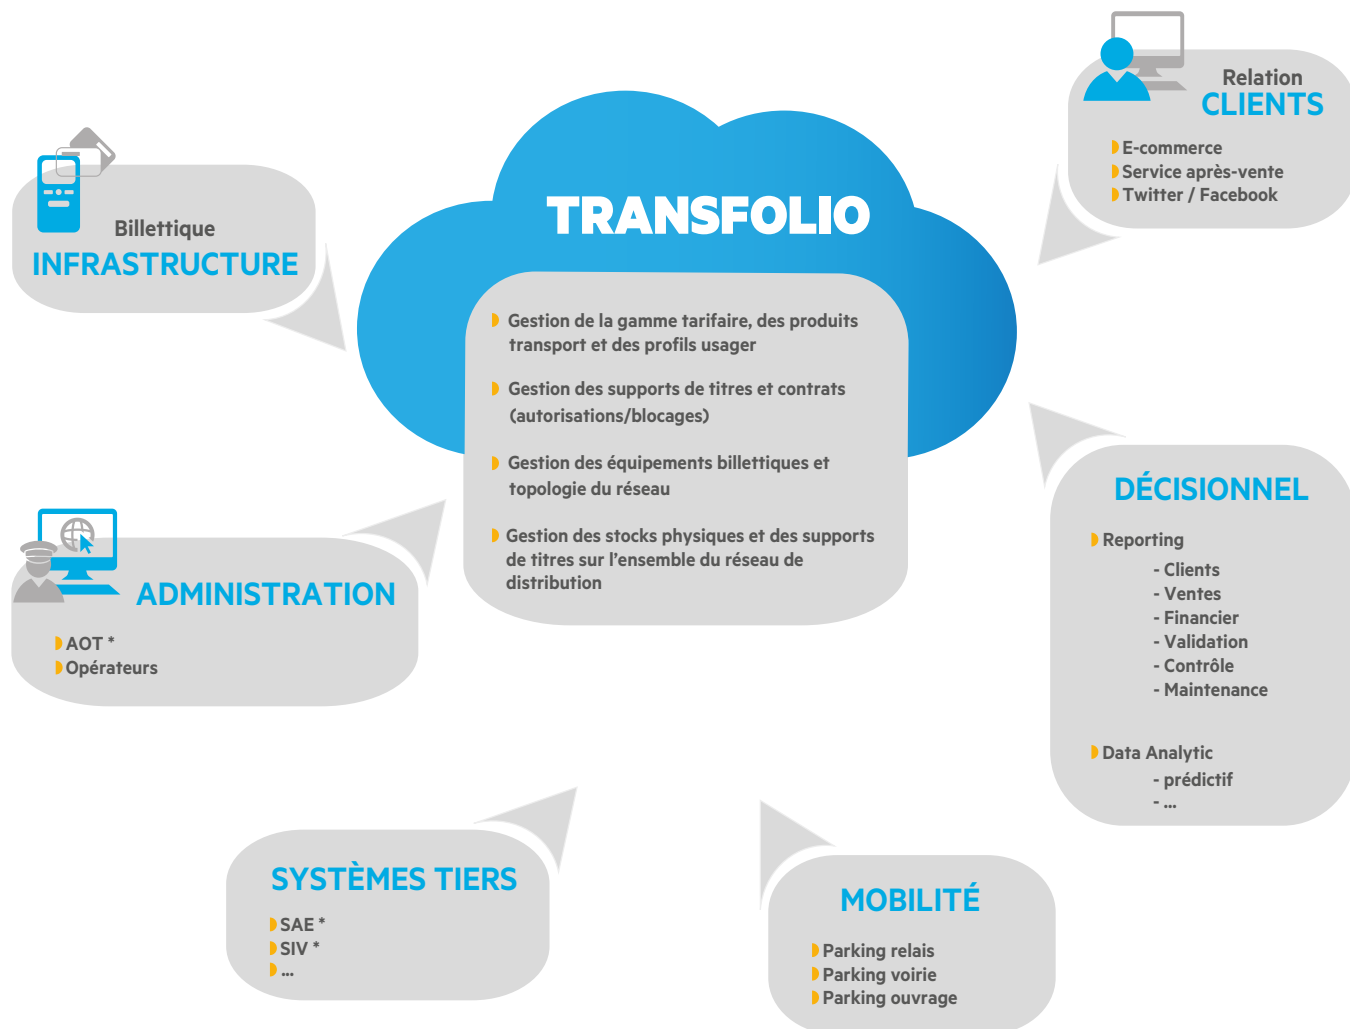 Relation
CLIENTS
E-commerce
Service après-vente
Twitter / Facebook
Billettique
INFRASTRUCTURE
TRANSFOLIO
Gestion de la gamme tarifaire, des produits
transport et des profils usager
Gestion des supports de titres et contrats
(autorisations/blocages)
Gestion des équipements billettiques et
topologie du réseau
Gestion des stocks physiques et des supports
de titres sur l'ensemble du réseau de
distribution
ADMINISTRATION
AOT *
Opérateurs
DÉCISIONNEL
Reporting
- Clients
- Ventes
- Financier
- Validation
- Contrôle
- Maintenance
Data Analytic
- prédictif
- ...
SYSTÈMES TIERS
SAE *
SIV *
...
MOBILITÉ
Parking relais
Parking voirie
Parking ouvrage